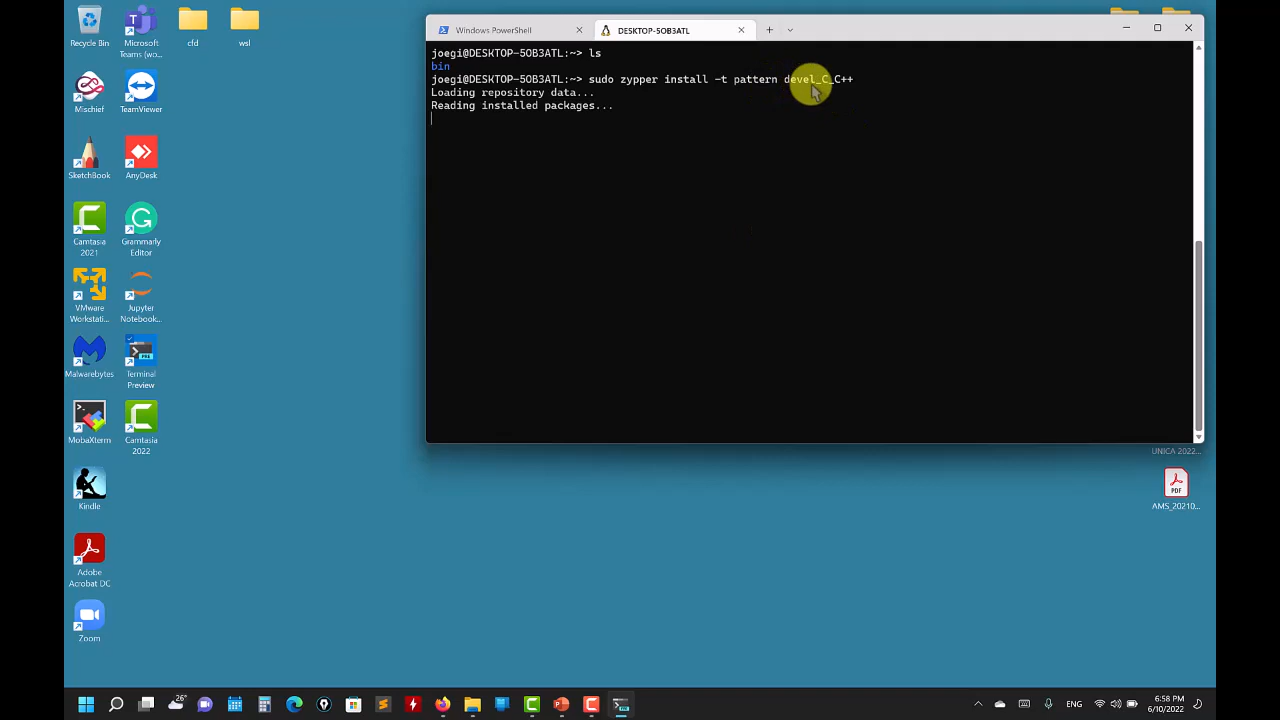 Recycle Bin
Microsoft
Teams (wo...
cfd
wsl
Mischief
TeamViewer
SketchBook
AnyDesk
Camtasia
2021
Grammarly
Editor
VMware
Workstati...
Jupyter
Notebook...
Malwarebytes
Terminal
Preview
MobaXterm
Camtasia
2022
Kindle
Adobe
Acrobat DC
Zoom
Windows PowerShell
DESKTOP-5OB3ATL
joegi@DESKTOP-5OB3ATL:~> ls
bin
joegi@DESKTOP-5OB3ATL:~> sudo zypper install -t pattern devel_C_C++
Loading repository data...
Reading installed packages...
UNICA 2022...
PDF
AMS_20210...
26°
ENG
6:58 PM
6/10/2022